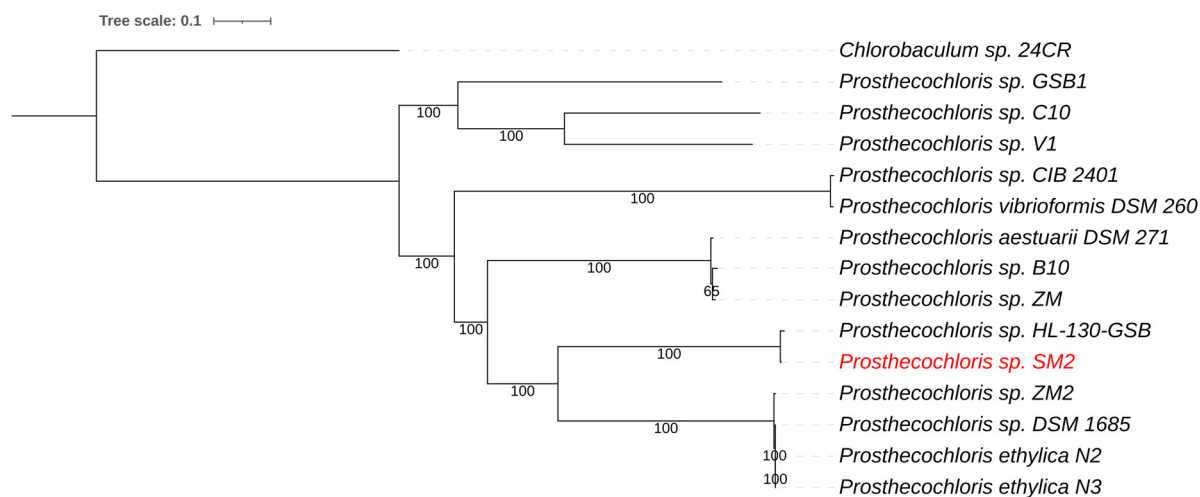 Tree scale: 0.1
Chlorobaculum sp. 24CR
Prosthecochloris sp. GSB1
100
Prosthecochloris sp. C10
100
Prosthecochloris sp. V1
Prosthecochloris sp. CIB 2401
100
Prosthecochloris vibrioformis DSM 260
Prosthecochloris aestuarii DSM 271
100
100
Prosthecochloris sp. B10
65
Prosthecochloris sp. ZM
100
Prosthecochloris sp. HL-130-GSB
100
Prosthecochloris sp. SM2
100
Prosthecochloris sp. ZM2
100
Prosthecochloris sp. DSM 1685
100
Prosthecochloris ethylica N2
100
Prosthecochloris ethylica N3